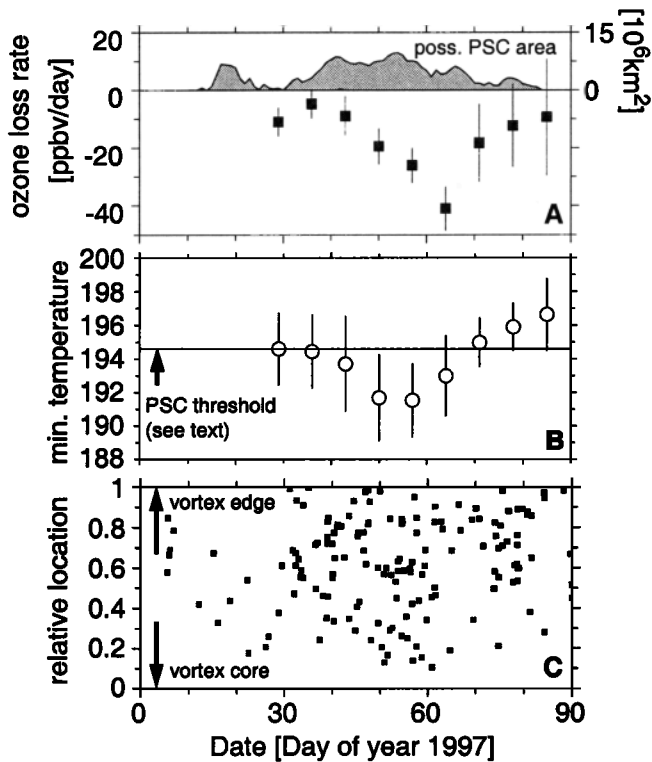 ozone loss rate
[ppbv/day]
20
0
-20
-40
poss. PSC area
15
0
[10⁶km²]
A
min. temperature
200
198
196
194
192
190
188
PSC threshold
(see text)
B
relative location
1
0.8
0.6
0.4
0.2
0
vortex edge
vortex core
C
0
30
60
90
Date [Day of year 1997]